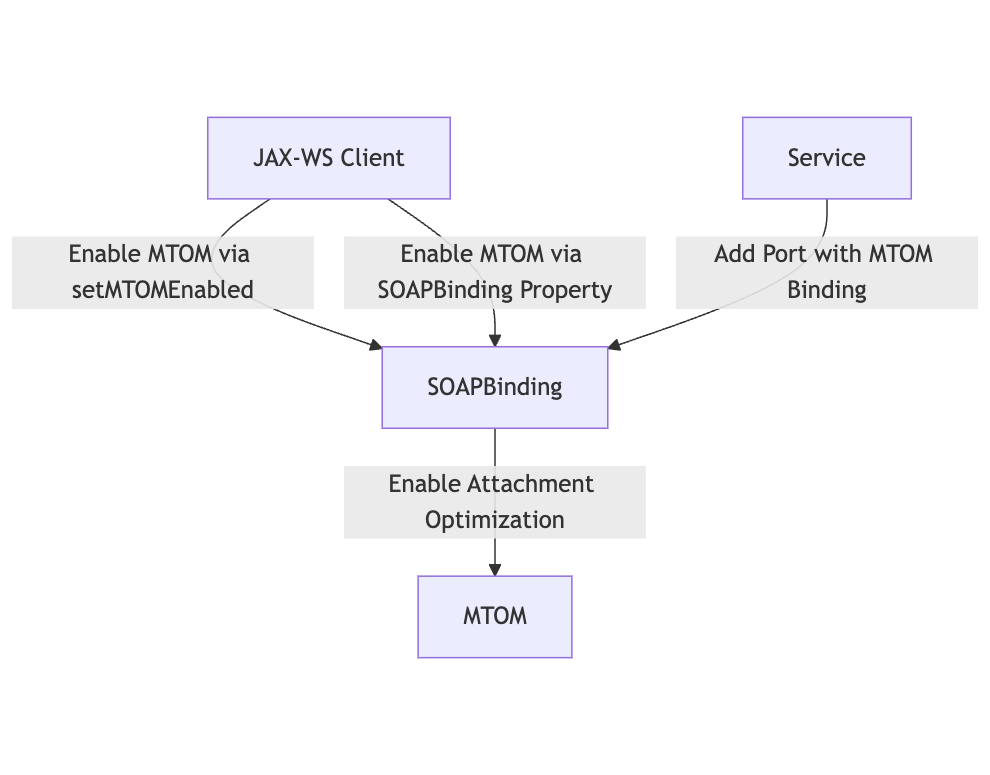 JAX-WS Client
Service
Enable MTOM via
setMTOMEnabled
Enable MTOM via
SOAPBinding Property
Add Port with MTOM
Binding
SOAPBinding
Enable Attachment
Optimization
MTOM